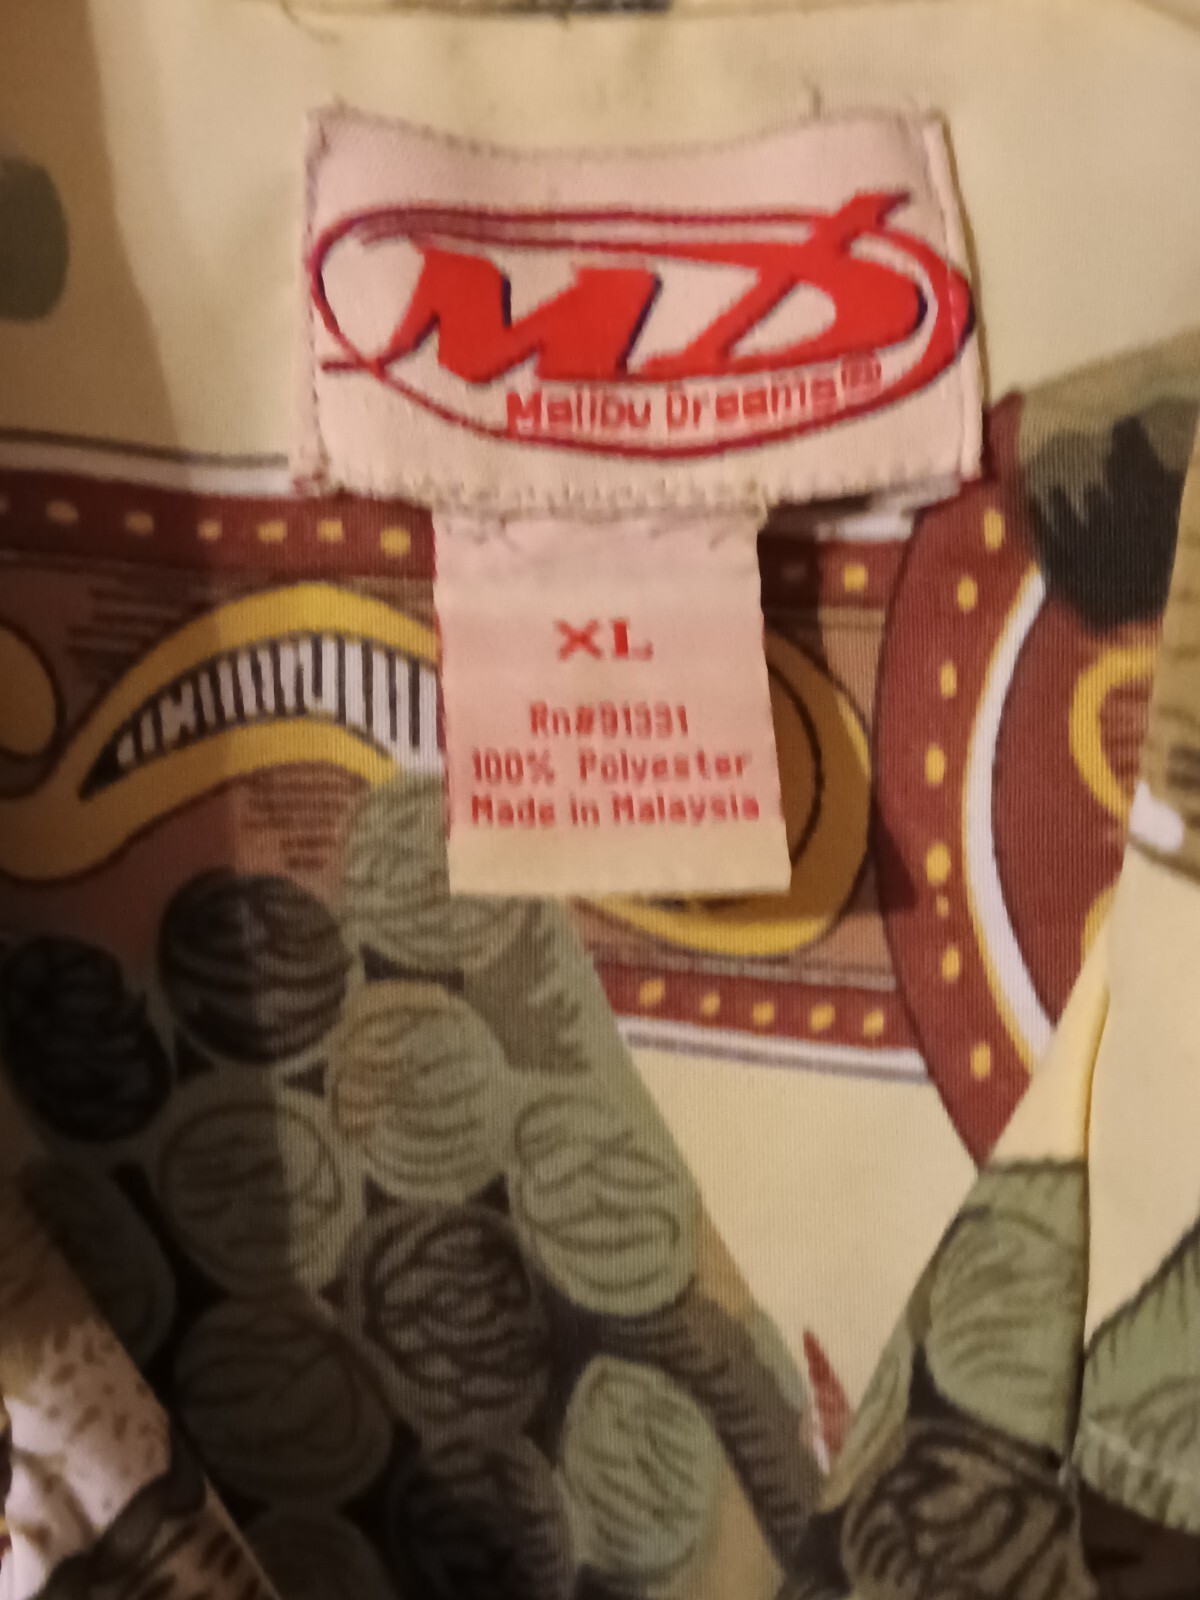 MD
Malibu Dreams®
XL
Rn#91331
100% Polyester
Made in Malaysia